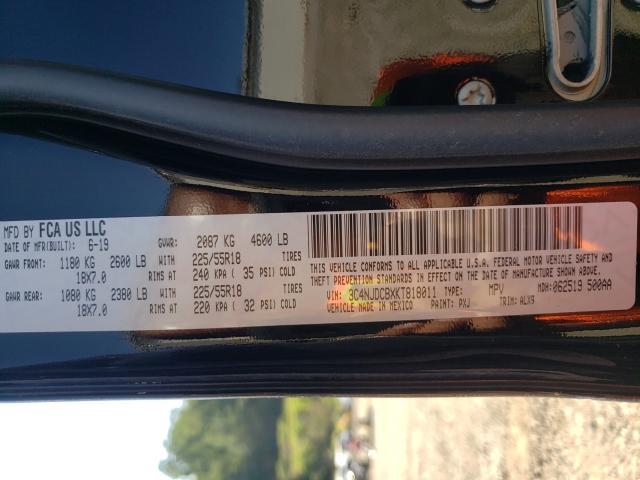 MFD BY FCA US LLC
DATE OF MFR(BUILT): 6-19 GVWR: 2087 KG 4600 LB
GAWR FRONT: 1180 KG 2600 LB 225/55R18 TIRES
18X7.0 RIMS AT 240 KPA ( 35 PSI) COLD
GAWR REAR: 1080 KG 2380 LB 225/55R18 TIRES
18X7.0 RIMS AT 220 KPA ( 32 PSI) COLD
THIS VEHICLE CONFORMS TO ALL APPLICABLE U.S.A. FEDERAL MOTOR VEHICLE SAFETY AND
THEFT PREVENTION STANDARDS IN EFFECT ON THE DATE OF MANUFACTURE SHOWN ABOVE.
VIN: 3C4NJDCBXKT818011 TYPE: MPV MDH: 062519 500AA
VEHICLE MADE IN MEXICO PAINT: PXJ TRIM: ALX9